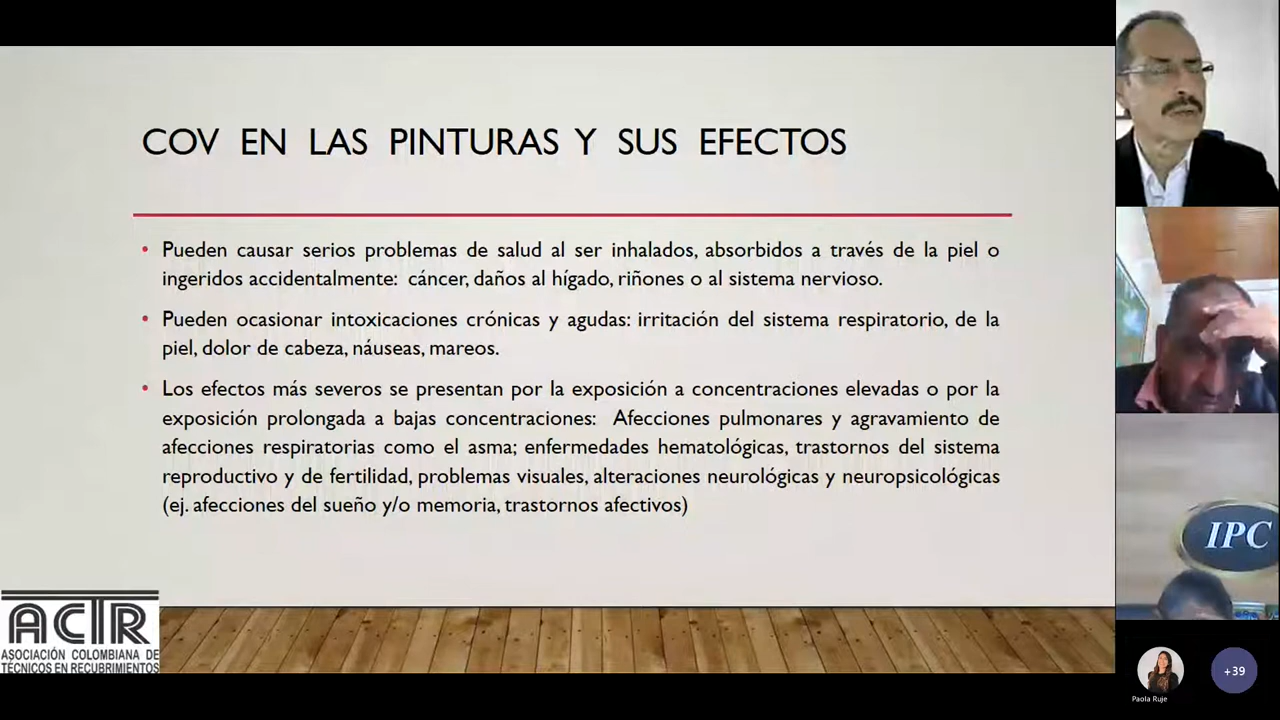 COV EN LAS PINTURAS Y SUS EFECTOS
• Pueden causar serios problemas de salud al ser inhalados, absorbidos a través de la piel o
ingeridos accidentalmente: cáncer, daños al hígado, riñones o al sistema nervioso.
• Pueden ocasionar intoxicaciones crónicas y agudas: irritación del sistema respiratorio, de la
piel, dolor de cabeza, náuseas, mareos.
• Los efectos más severos se presentan por la exposición a concentraciones elevadas o por la
exposición prolongada a bajas concentraciones: Afecciones pulmonares y agravamiento de
afecciones respiratorias como el asma; enfermedades hematológicas, trastornos del sistema
reproductivo y de fertilidad, problemas visuales, alteraciones neurológicas y neuropsicológicas
(ej. afecciones del sueño y/o memoria, trastornos afectivos)
ACTR
ASOCIACIÓN COLOMBIANA DE
TÉCNICOS EN RECUBRIMIENTOS
IPC
Paola Ruje
+39